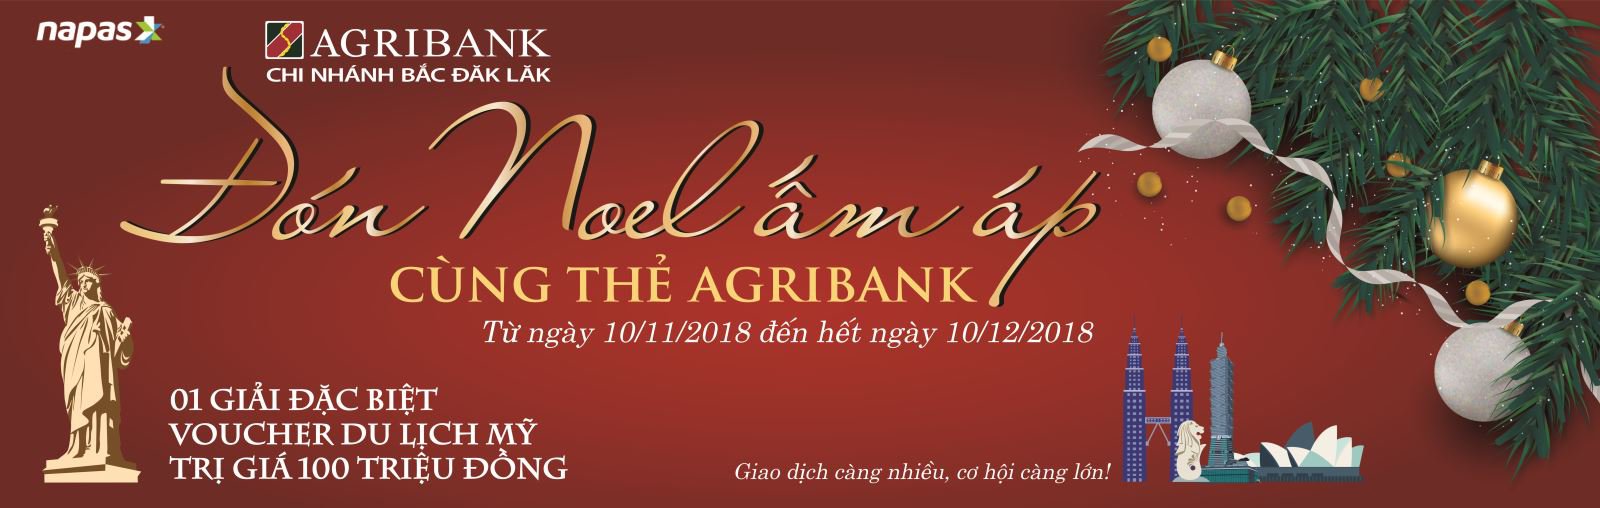 napas
AGRIBANK
CHI NHÁNH BẮC ĐĂK LĂK
Đón Noel ấm áp
CÙNG THẺ AGRIBANK
Từ ngày 10/11/2018 đến hết ngày 10/12/2018
01 GIẢI ĐẶC BIỆT
VOUCHER DU LỊCH MỸ
TRỊ GIÁ 100 TRIỆU ĐỒNG
Giao dịch càng nhiều, cơ hội càng lớn!